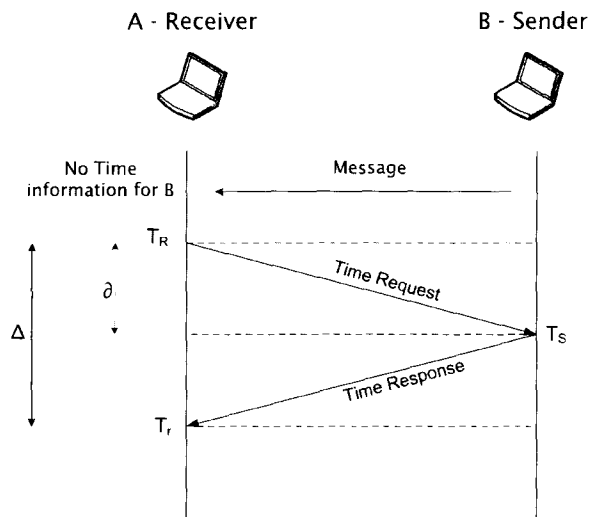 A - Receiver
B - Sender
No Time
information for B
Message
T_R
∂
Time Request
Δ
T_S
Time Response
T_r